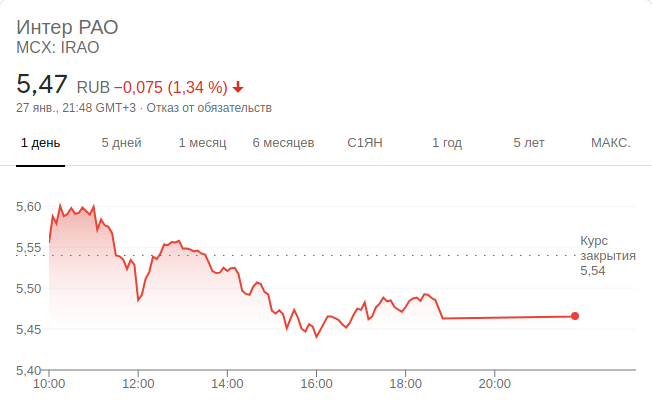 Интер РАО
MCX: IRAO
5,47 RUB −0,075 (1,34 %)
27 янв., 21:48 GMT+3 · Отказ от обязательств
1 день 5 дней 1 месяц 6 месяцев С1ЯН 1 год 5 лет МАКС.
5,60
5,55
5,50
5,45
5,40
Курс
закрытия
5,54
10:00 12:00 14:00 16:00 18:00 20:00